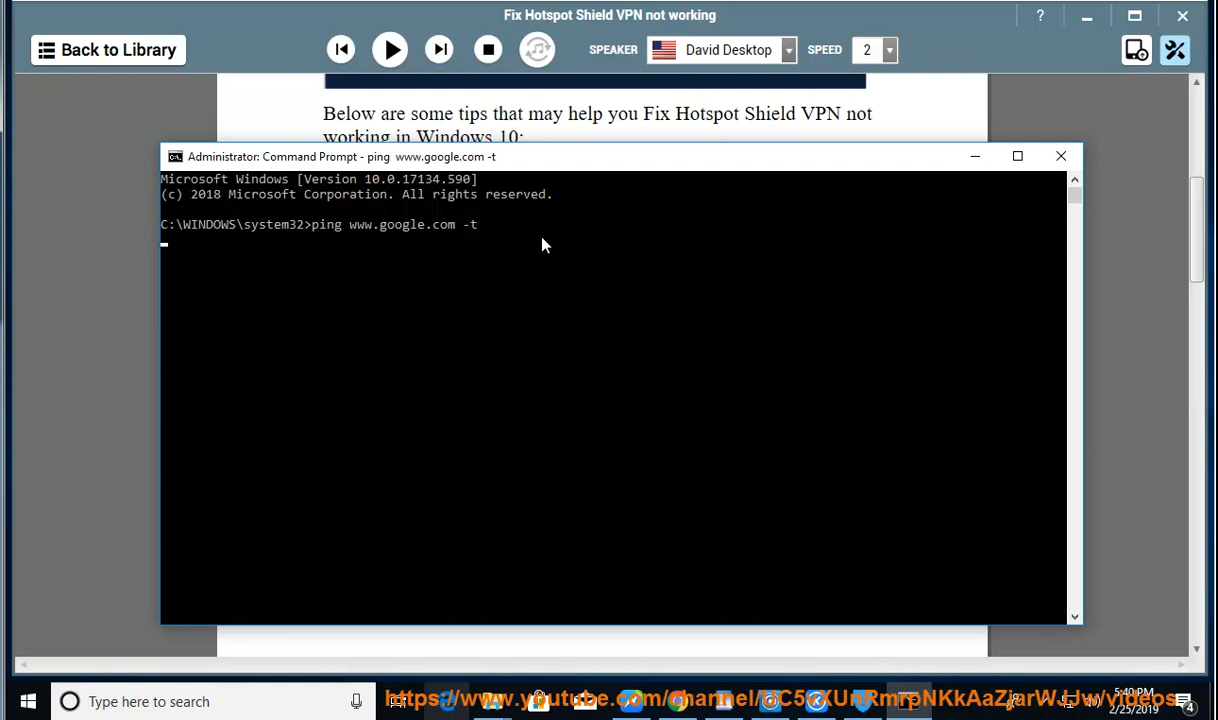 Fix Hotspot Shield VPN not working
?
Back to Library
SPEAKER
David Desktop
SPEED
2
Below are some tips that may help you Fix Hotspot Shield VPN not
working in Windows 10:
Administrator: Command Prompt - ping www.google.com -t
Microsoft Windows [Version 10.0.17134.590]
(c) 2018 Microsoft Corporation. All rights reserved.
C:\WINDOWS\system32>ping www.google.com -t
Type here to search
5:40 PM
2/25/2019
4